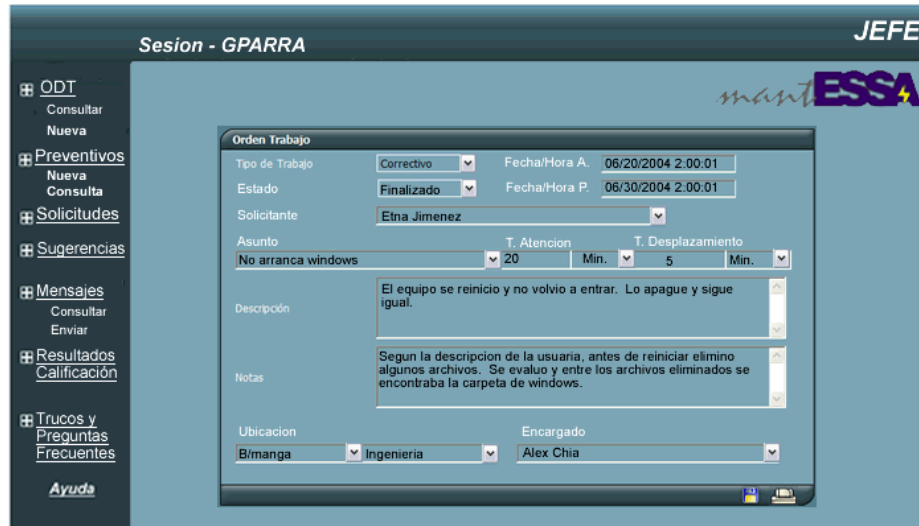 JEFE
Sesion - GPARRA
mantESSA
ODT
Consultar
Nueva
Preventivos
Nueva
Consulta
Solicitudes
Sugerencias
Mensajes
Consultar
Enviar
Resultados
Calificación
Trucos y
Preguntas
Frecuentes
Ayuda
Orden Trabajo
Tipo de Trabajo Correctivo Fecha/Hora A. 06/20/2004 2:00:01
Estado Finalizado Fecha/Hora P. 06/30/2004 2:00:01
Solicitante Etna Jimenez
Asunto T. Atencion T. Desplazamiento
No arranca windows 20 Min. 5 Min.
Descripción
El equipo se reinicio y no volvio a entrar. Lo apague y sigue
igual.
Notas
Segun la descripcion de la usuaria, antes de reiniciar elimino
algunos archivos. Se evaluo y entre los archivos eliminados se
encontraba la carpeta de windows.
Ubicacion Encargado
B/manga Ingenieria Alex Chia